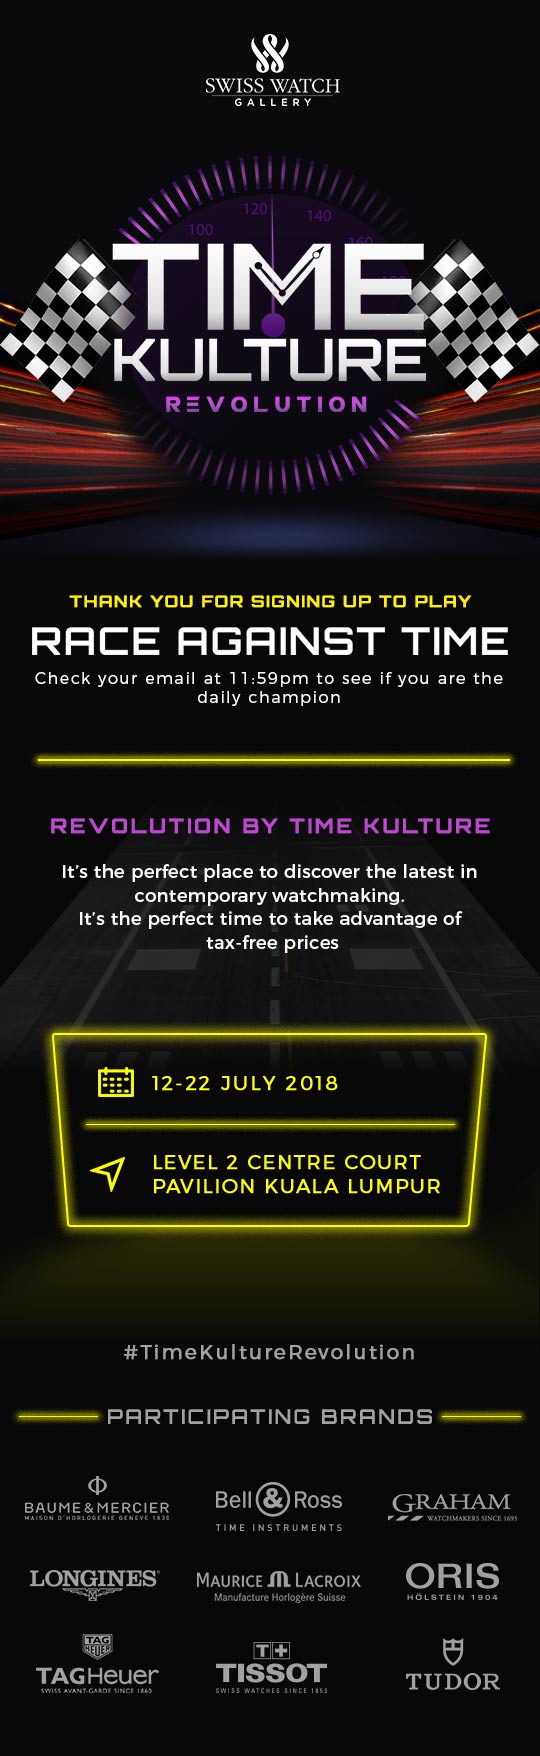 SWISS WATCH
GALLERY
120
100
140
160
TIME
KULTURE
REVOLUTION
THANK YOU FOR SIGNING UP TO PLAY
RACE AGAINST TIME
Check your email at 11:59pm to see if you are the
daily champion
REVOLUTION BY TIME KULTURE
It's the perfect place to discover the latest in
contemporary watchmaking.
It's the perfect time to take advantage of
tax-free prices
12-22 JULY 2018
LEVEL 2 CENTRE COURT
PAVILION KUALA LUMPUR
#TimeKultureRevolution
PARTICIPATING BRANDS
BAUME & MERCIER
MAISON D'HORLOGERIE GENEVE 1830
Bell & Ross
TIME INSTRUMENTS
GRAHAM
WATCHMAKERS SINCE 1695
LONGINES
MAURICE LACROIX
Manufacture Horlogère Suisse
ORIS
HÖLSTEIN 1904
TAG
HEUER
TAGHeuer
SWISS AVANT-GARDE SINCE 1860
T+
TISSOT
SWISS WATCHES SINCE 1853
TUDOR